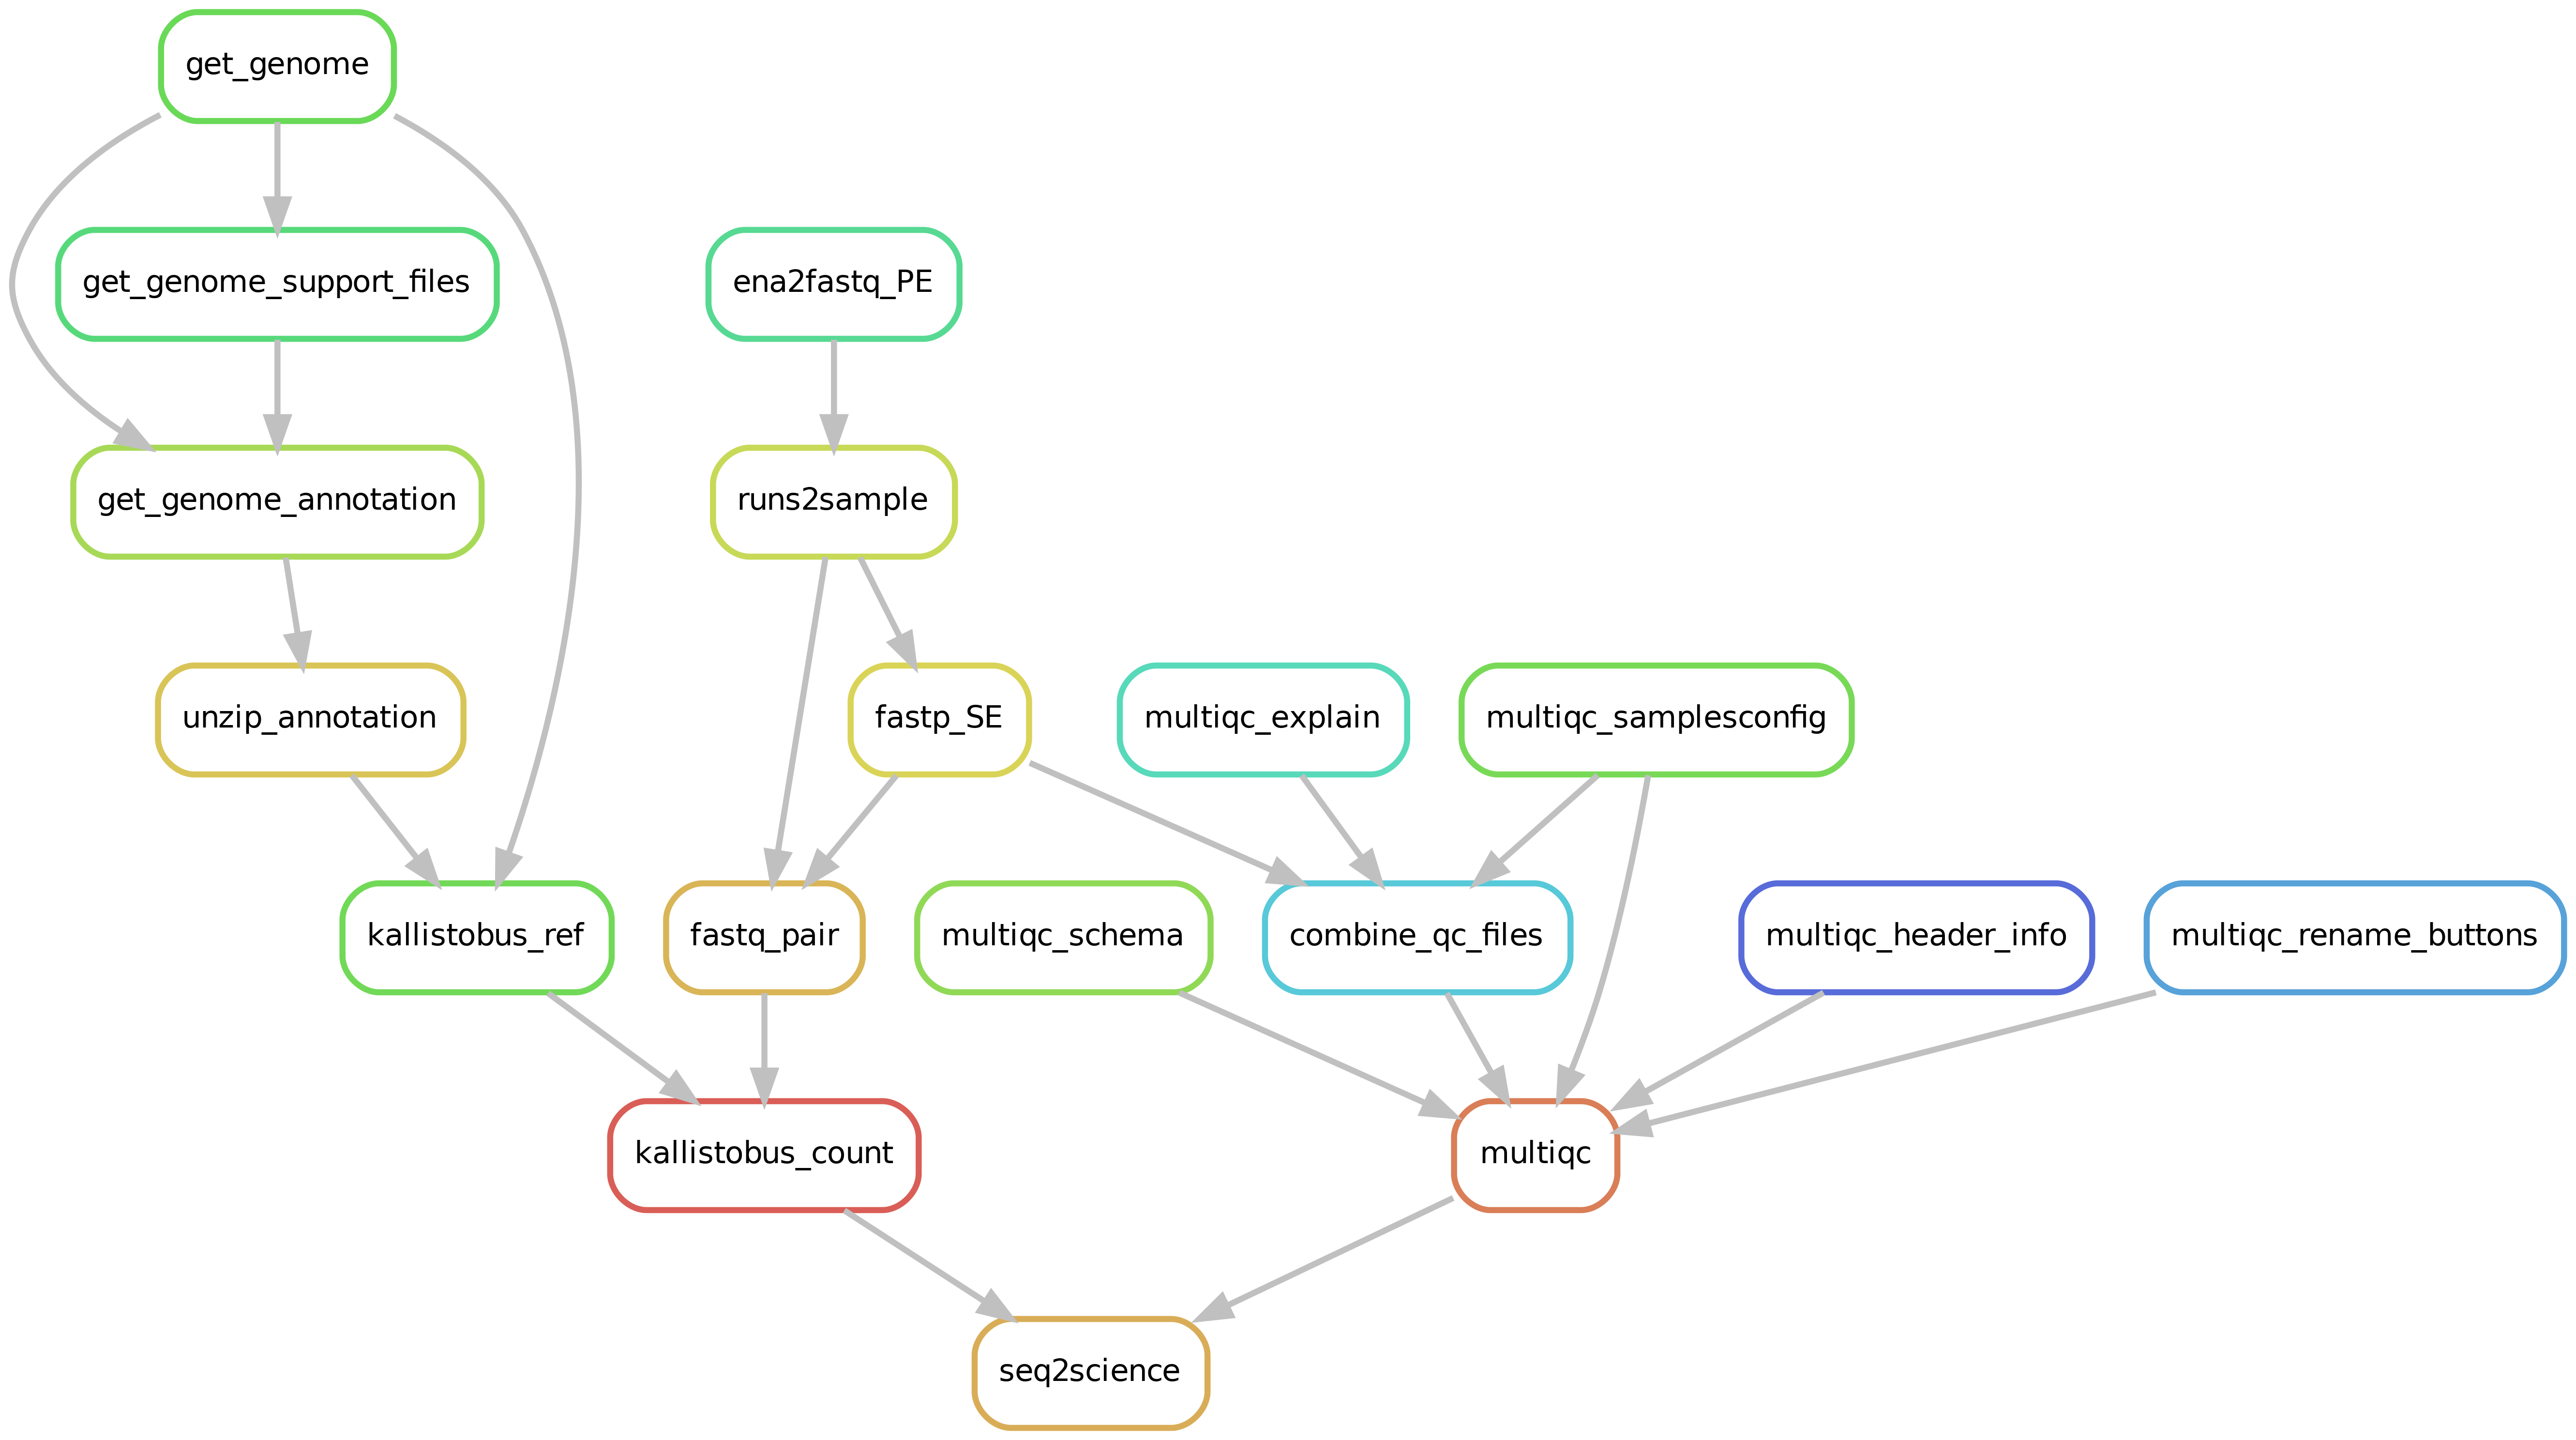 get_genome
get_genome_support_files
ena2fastq_PE
get_genome_annotation
runs2sample
unzip_annotation
fastp_SE
multiqc_explain
multiqc_samplesconfig
kallistobus_ref
fastq_pair
multiqc_schema
combine_qc_files
multiqc_header_info
multiqc_rename_buttons
kallistobus_count
multiqc
seq2science